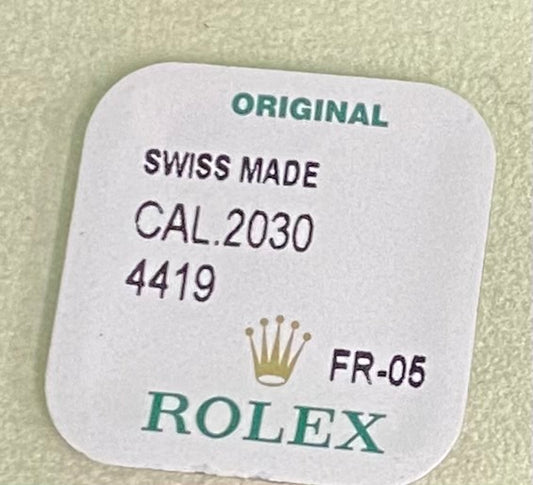 ORIGINAL
SWISS MADE
CAL.2030
4419
FR-05
ROLEX